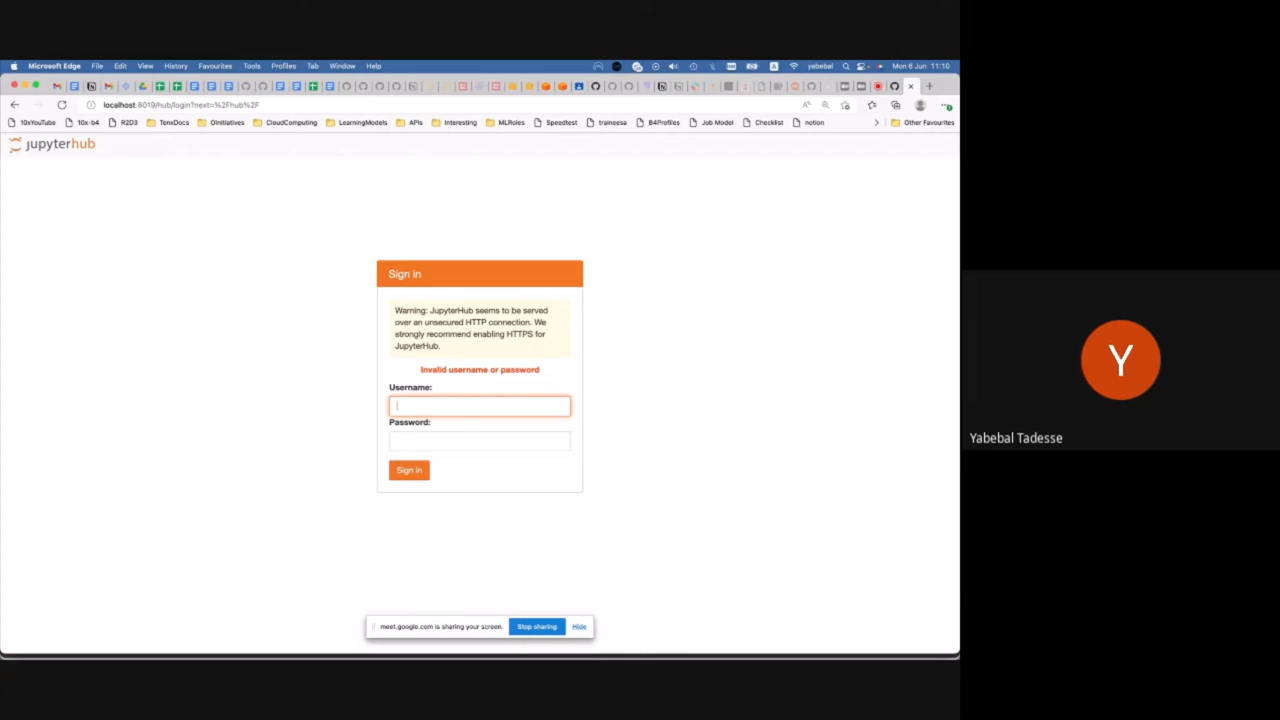 Microsoft Edge File Edit View History Favourites Tools Profiles Tab Window Help yabebal Mon 6 Jun 11:10
localhost:8019/hub/login?next=%2Fhub%2F
10xYouTube 10x-b4 R2D3 TenxDocs OInitiatives CloudComputing LearningModels APIs Interesting MLRoles Speedtest traineesa B4Profiles Job Model Checklist notion Other Favourites
jupyterhub
Sign in
Warning: JupyterHub seems to be served
over an unsecured HTTP connection. We
strongly recommend enabling HTTPS for
JupyterHub.
Invalid username or password
Username:
Password:
Sign in
meet.google.com is sharing your screen. Stop sharing Hide
Y
Yabebal Tadesse